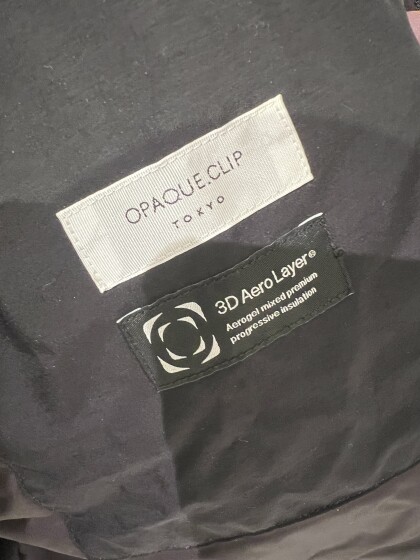 OPAQUE.CLIP
TOKYO
3D Aero Layer®
Aerogel mixed premium
progressive insulation